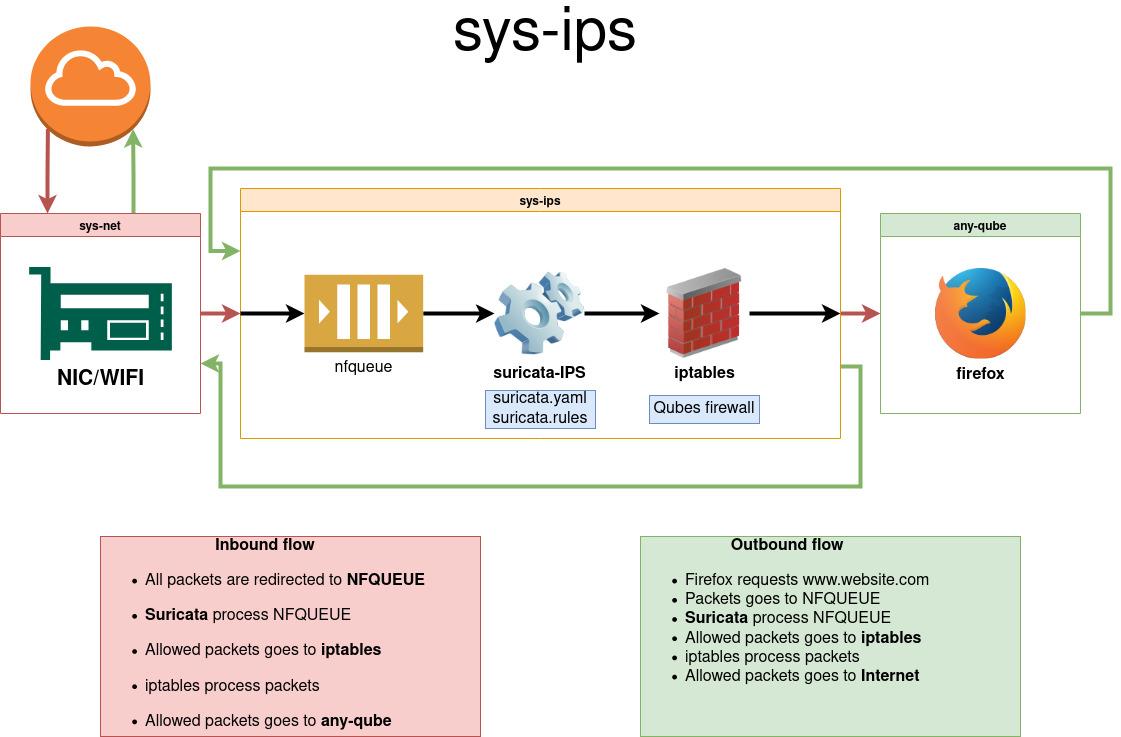 sys-ips
sys-net
NIC/WIFI
sys-ips
nfqueue
suricata-IPS
suricata.yaml
suricata.rules
iptables
Qubes firewall
any-qube
firefox
Inbound flow
• All packets are redirected to NFQUEUE
• Suricata process NFQUEUE
• Allowed packets goes to iptables
• iptables process packets
• Allowed packets goes to any-qube
Outbound flow
• Firefox requests www.website.com
• Packets goes to NFQUEUE
• Suricata process NFQUEUE
• Allowed packets goes to iptables
• iptables process packets
• Allowed packets goes to Internet